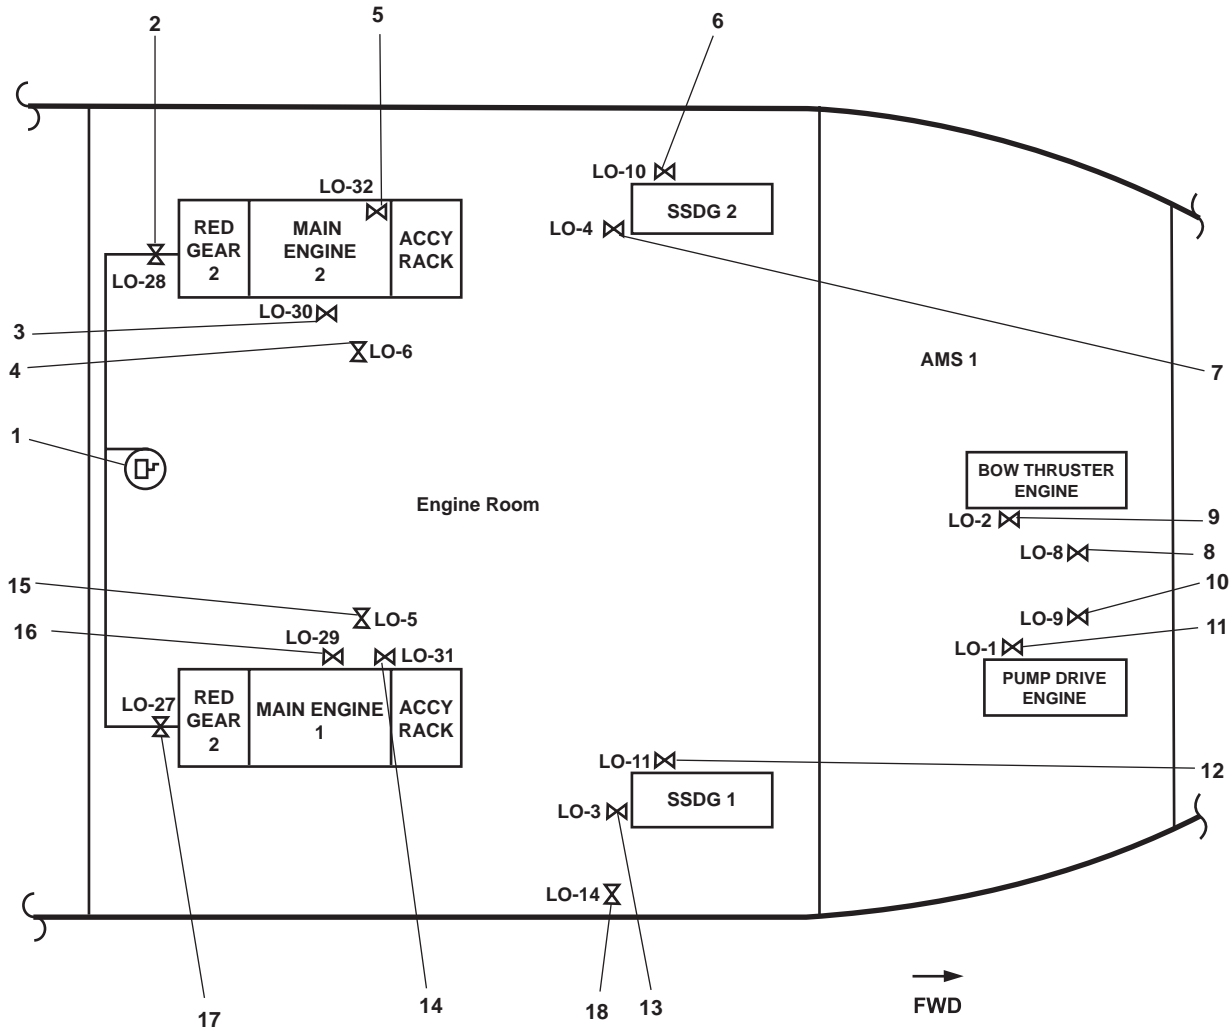 2
5
6
LO-32
LO-10
RED
GEAR
2
MAIN
ENGINE
2
ACCY
RACK
SSDG 2
LO-4
LO-28
LO-30
3
4
LO-6
AMS 1
7
1
BOW THRUSTER
ENGINE
Engine Room
LO-2
9
LO-8
8
15
LO-5
10
16
LO-29
LO-9
11
LO-31
LO-1
LO-27
RED
GEAR
2
MAIN ENGINE
1
ACCY
RACK
PUMP DRIVE
ENGINE
LO-11
12
SSDG 1
LO-3
LO-14
17
14
18
13
FWD